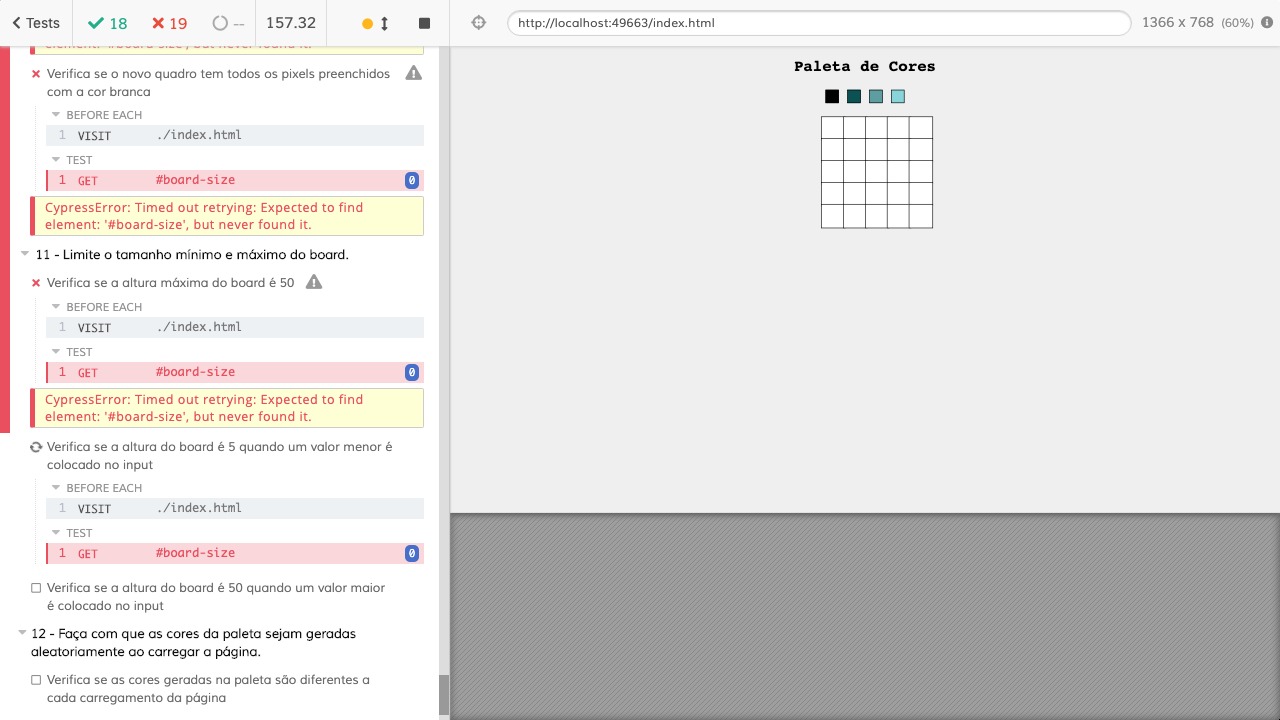 Tests
18
19
--
157.32
http://localhost:49663/index.html
1366 x 768 (60%)
element: '#board-size', but never found it.
Verifica se o novo quadro tem todos os pixels preenchidos
com a cor branca
BEFORE EACH
1 VISIT ./index.html
TEST
1 GET #board-size 0
CypressError: Timed out retrying: Expected to find
element: '#board-size', but never found it.
11 - Limite o tamanho mínimo e máximo do board.
Verifica se a altura máxima do board é 50
BEFORE EACH
1 VISIT ./index.html
TEST
1 GET #board-size 0
CypressError: Timed out retrying: Expected to find
element: '#board-size', but never found it.
Verifica se a altura do board é 5 quando um valor menor é
colocado no input
BEFORE EACH
1 VISIT ./index.html
TEST
1 GET #board-size 0
Verifica se a altura do board é 50 quando um valor maior
é colocado no input
12 - Faça com que as cores da paleta sejam geradas
aleatoriamente ao carregar a página.
Verifica se as cores geradas na paleta são diferentes a
cada carregamento da página
Paleta de Cores